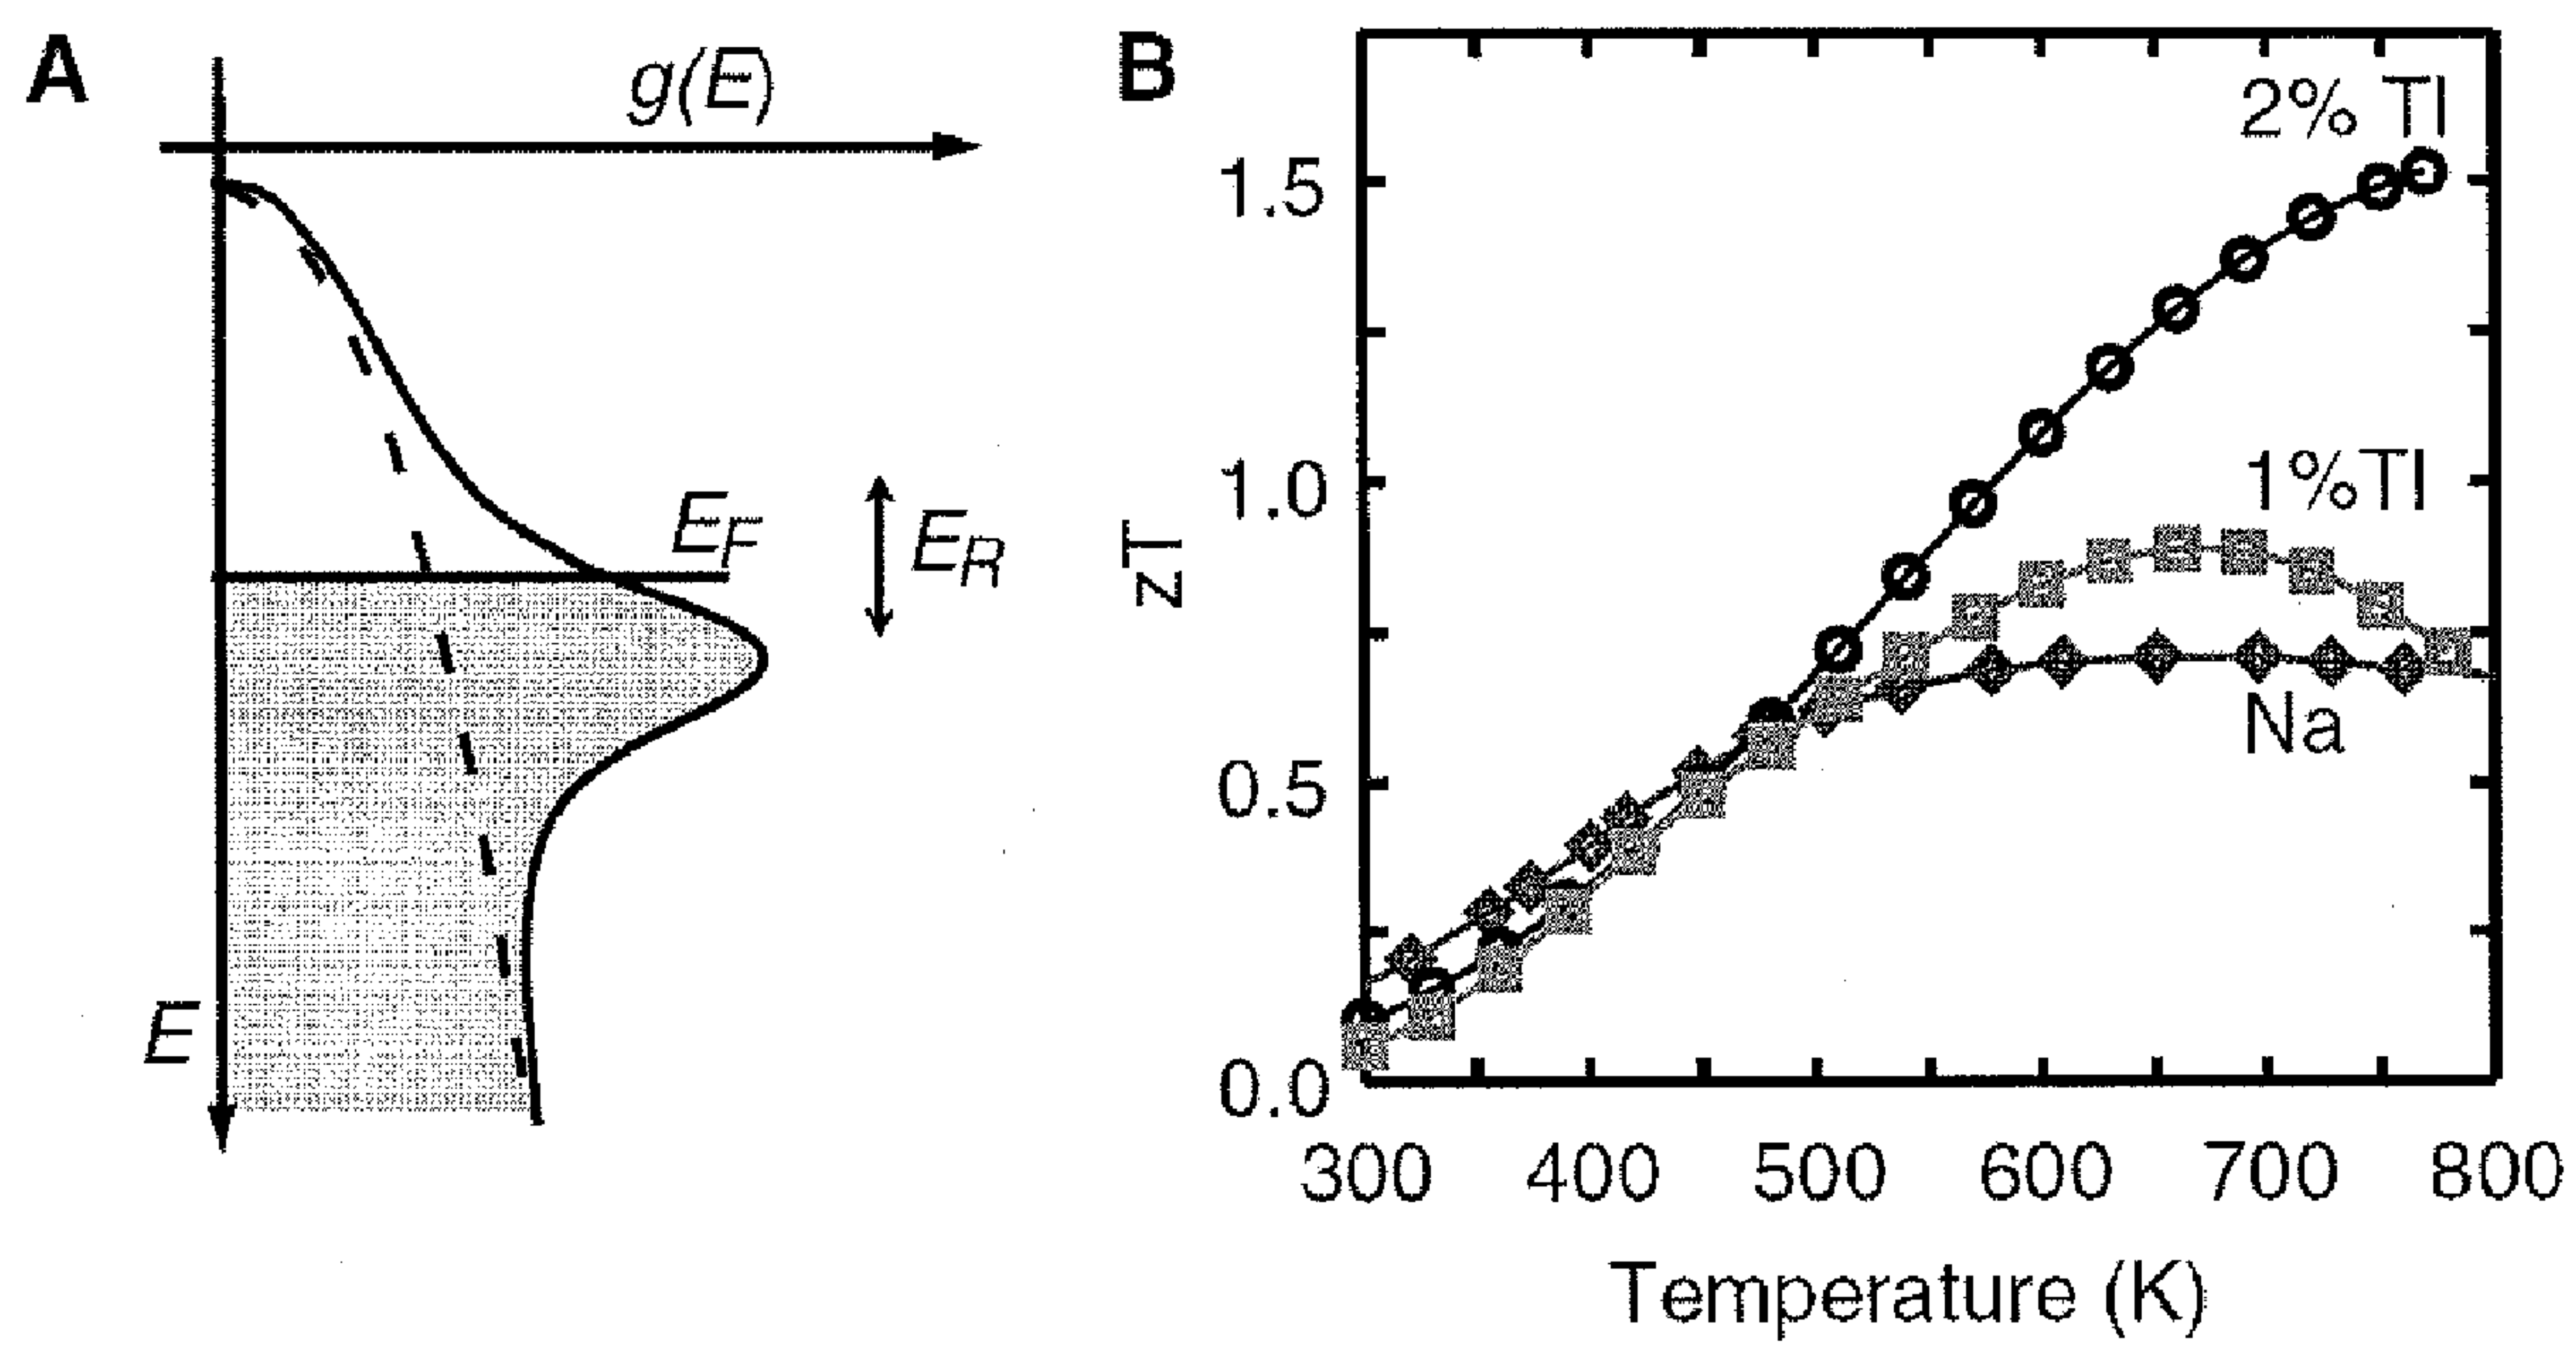 A
g(E)
E_F
E_R
E
B
2% Tl
1%Tl
Na
zT
1.5
1.0
0.5
0.0
300 400 500 600 700 800
Temperature (K)